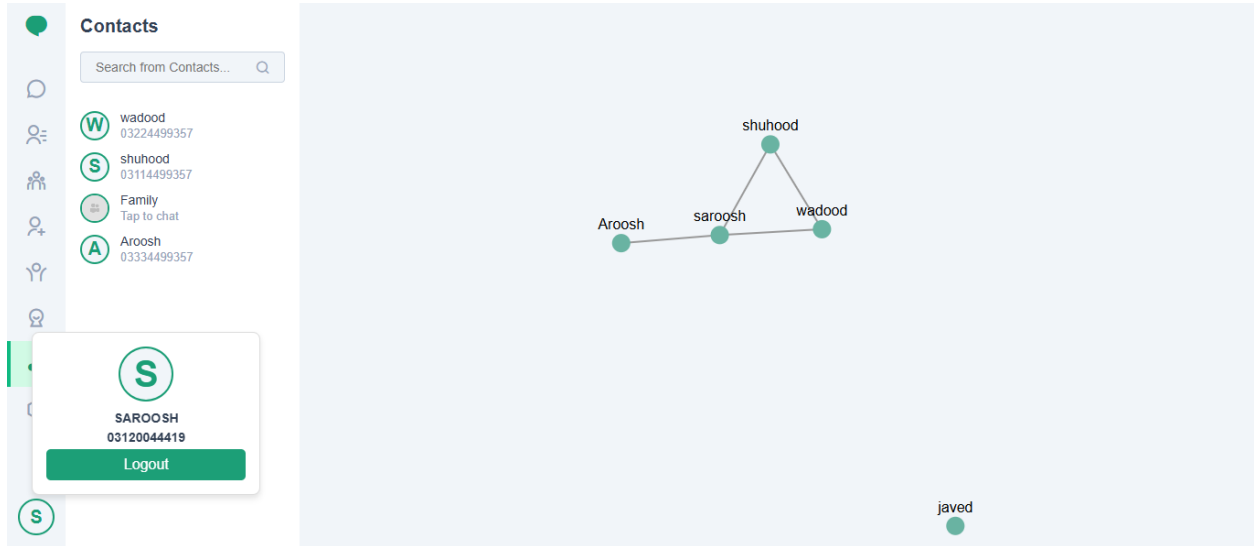 Contacts
Search from Contacts...
W
wadood
03224499357
S
shuhood
03114499357
Family
Tap to chat
A
Aroosh
03334499357
S
SAROOSH
03120044419
Logout
S
shuhood
Aroosh
saroosh
wadood
javed